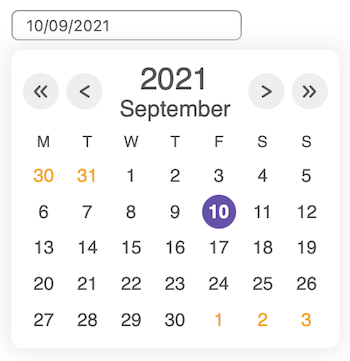 10/09/2021
« < 2021 > »
September
M T W T F S S
30 31 1 2 3 4 5
6 7 8 9 10 11 12
13 14 15 16 17 18 19
20 21 22 23 24 25 26
27 28 29 30 1 2 3